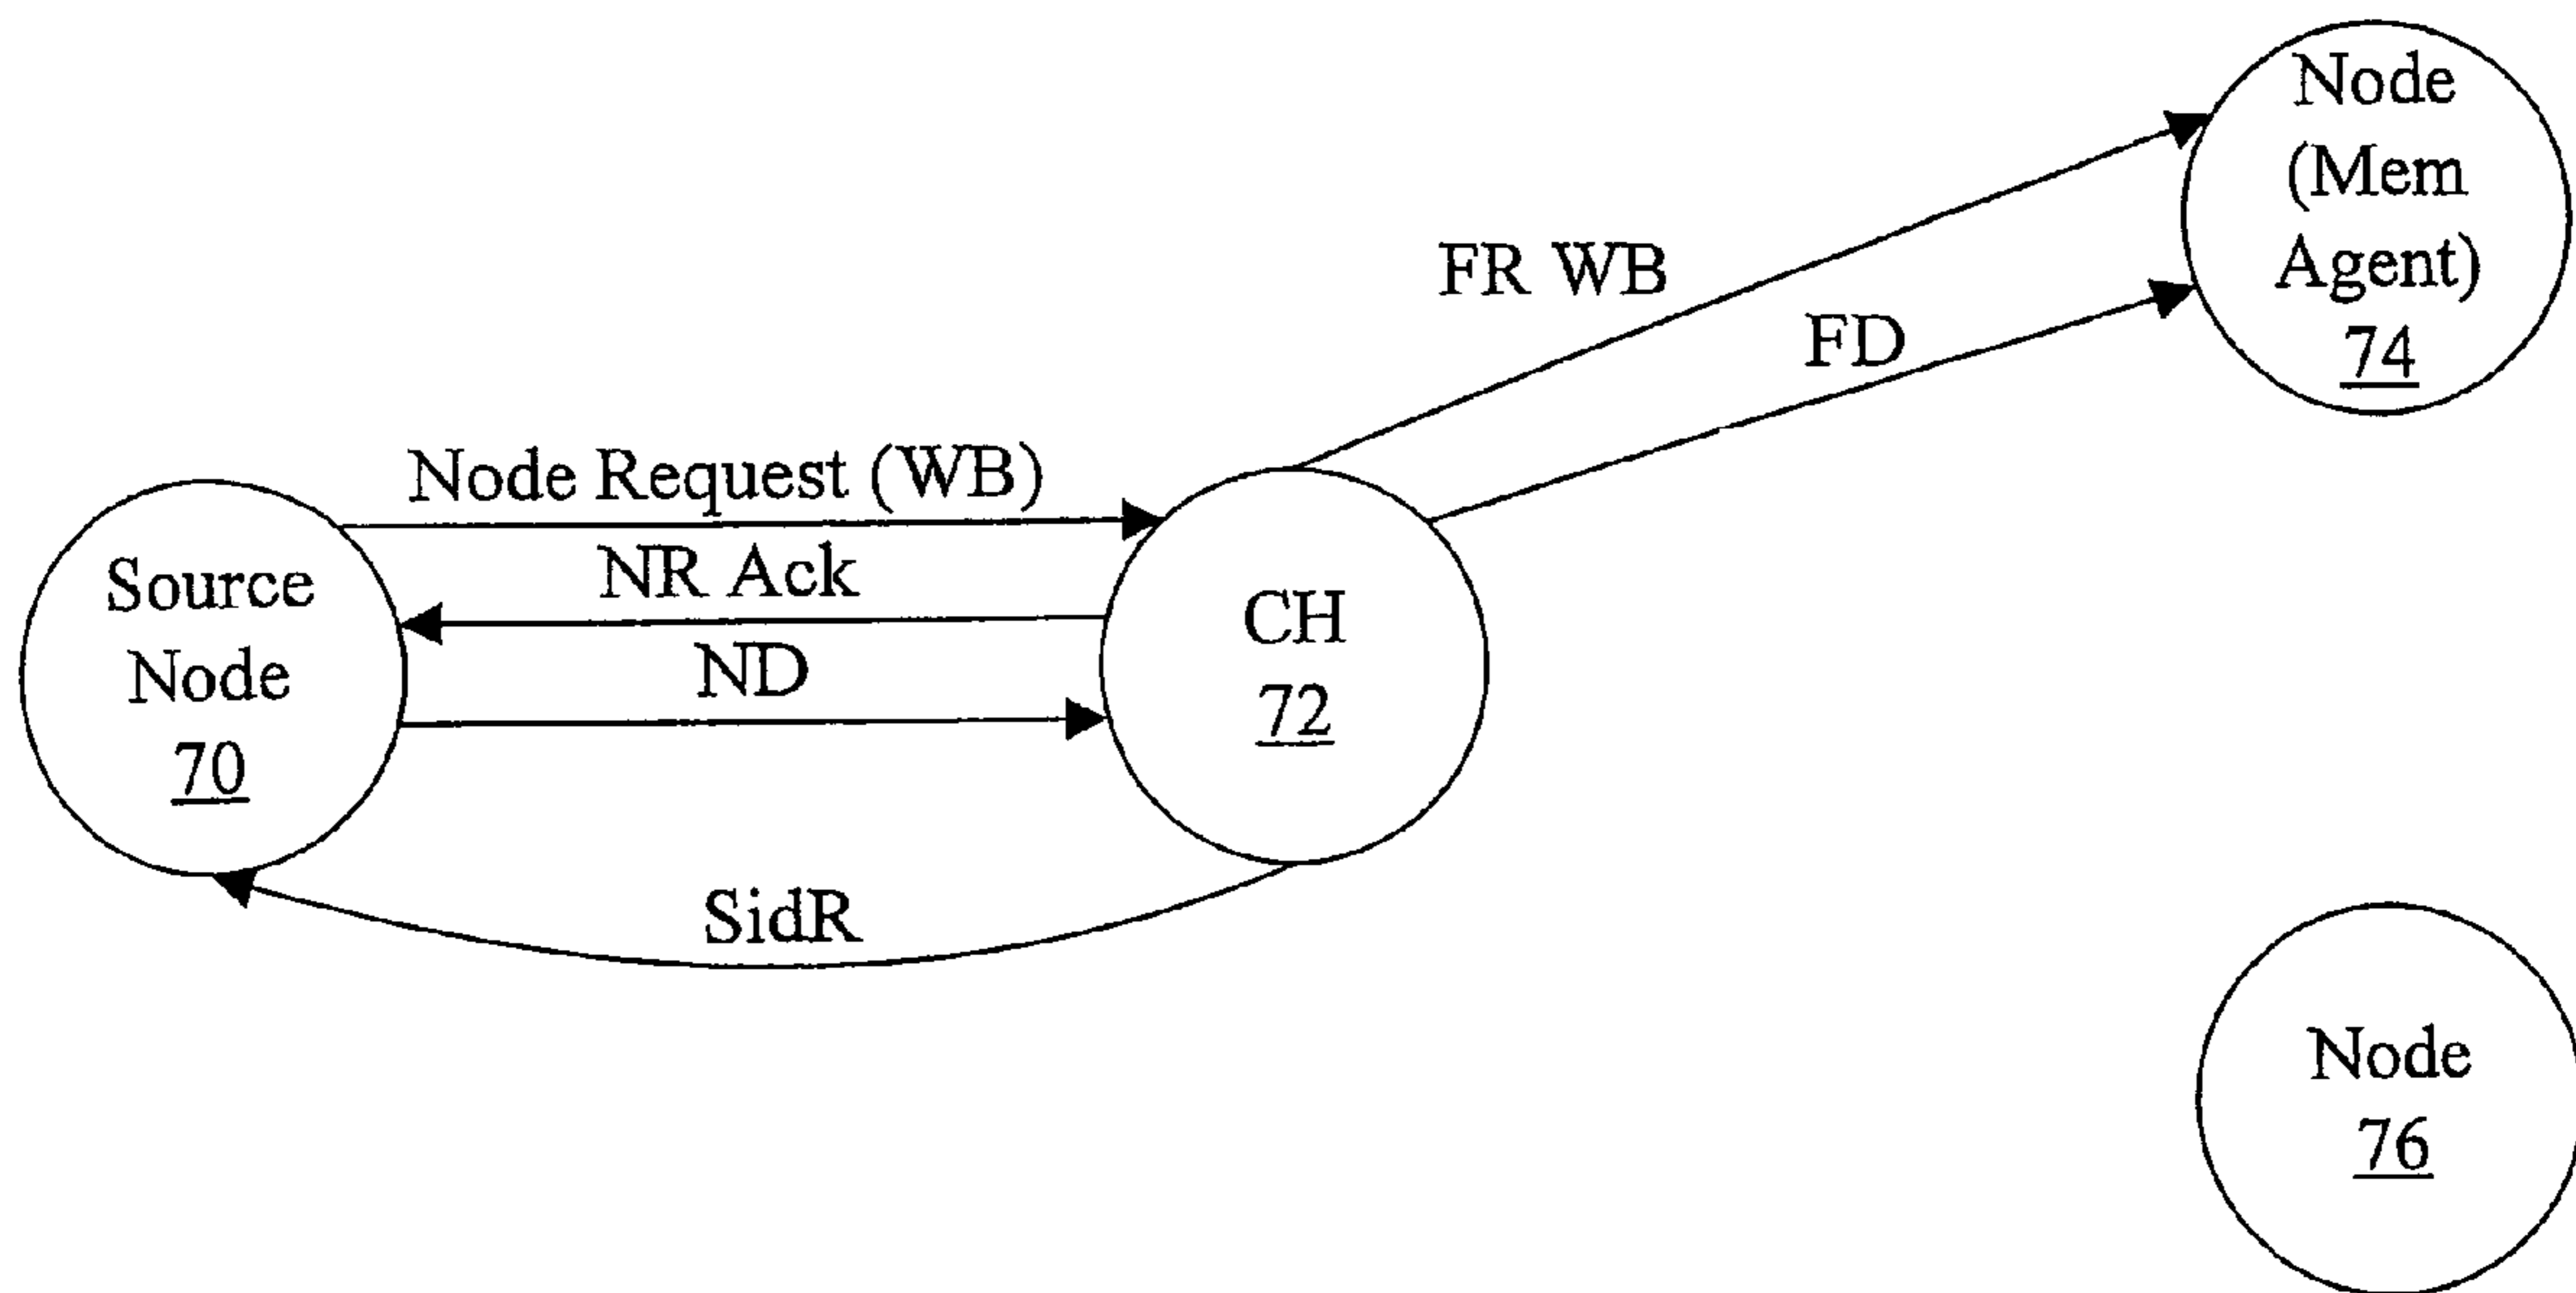 Node
(Mem
Agent)
74
FR WB
FD
Node Request (WB)
NR Ack
ND
Source
Node
70
CH
72
SidR
Node
76